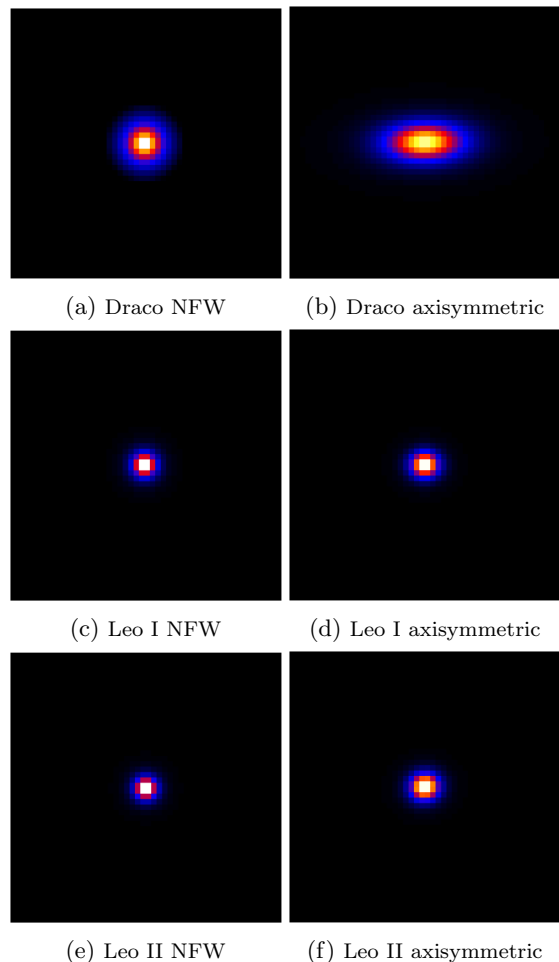 (a) Draco NFW
(b) Draco axisymmetric
(c) Leo I NFW
(d) Leo I axisymmetric
(e) Leo II NFW
(f) Leo II axisymmetric